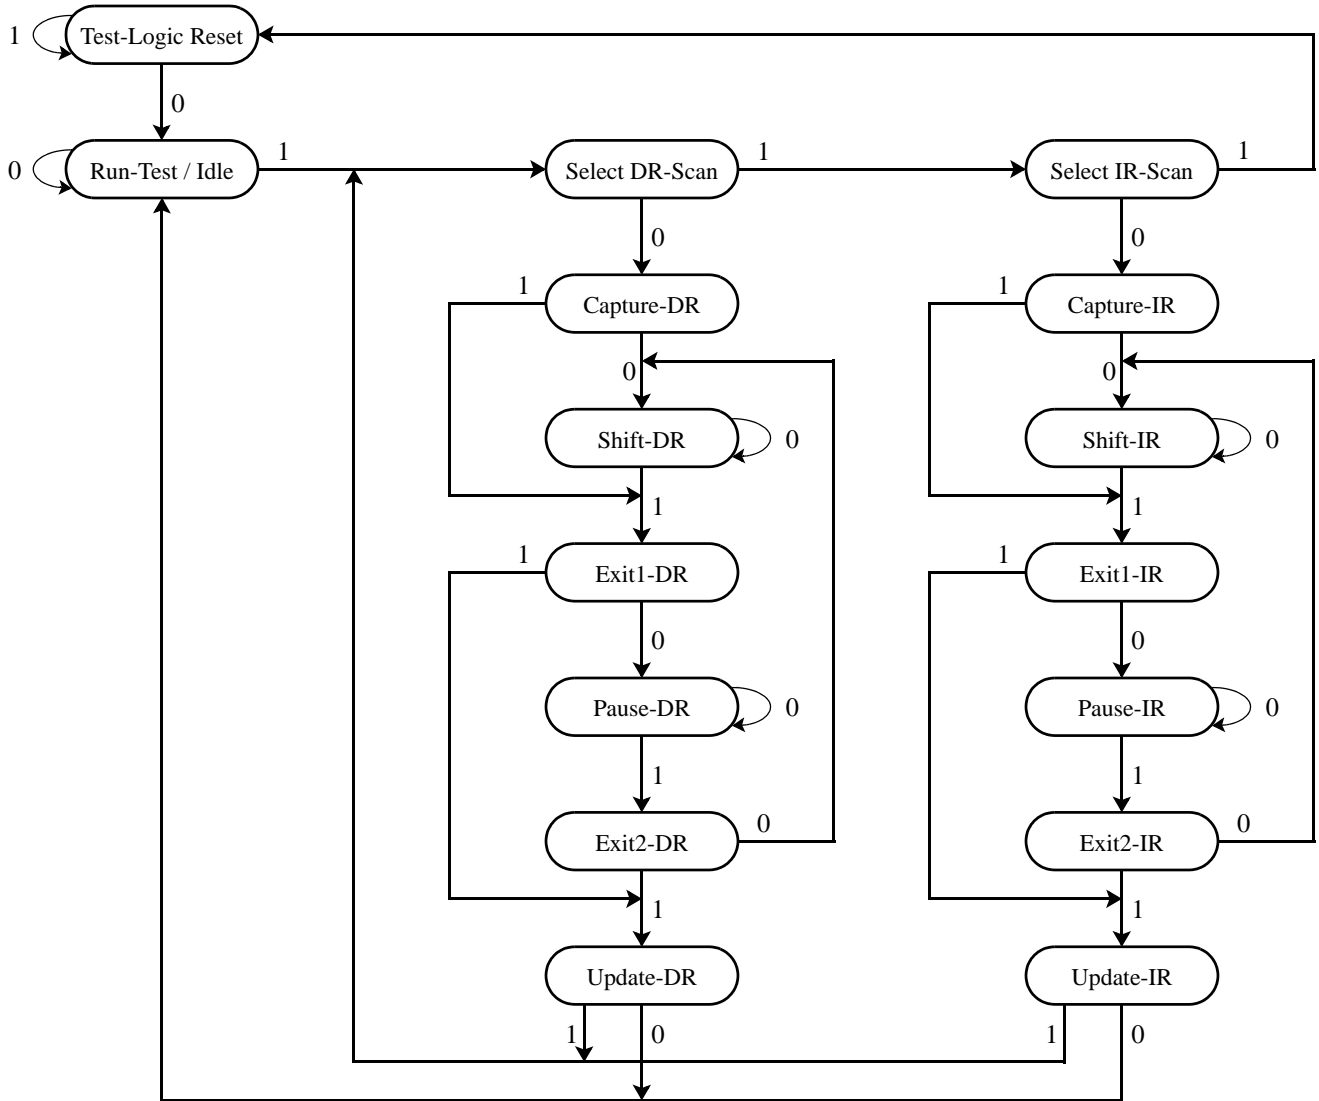 1
Test-Logic Reset
0
0
Run-Test / Idle
1
Select DR-Scan
1
Select IR-Scan
1
0
0
1
Capture-DR
1
Capture-IR
0
0
Shift-DR
0
Shift-IR
0
1
1
1
Exit1-DR
1
Exit1-IR
0
0
Pause-DR
0
Pause-IR
0
1
1
Exit2-DR
0
Exit2-IR
0
1
1
Update-DR
Update-IR
1
0
1
0